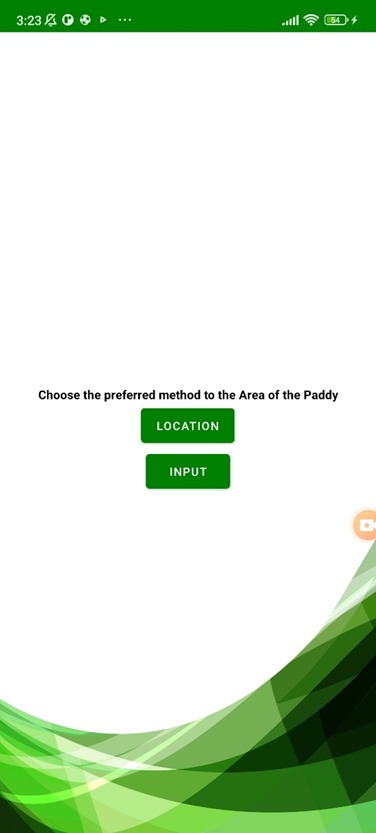 3:23
54
Choose the preferred method to the Area of the Paddy
LOCATION
INPUT